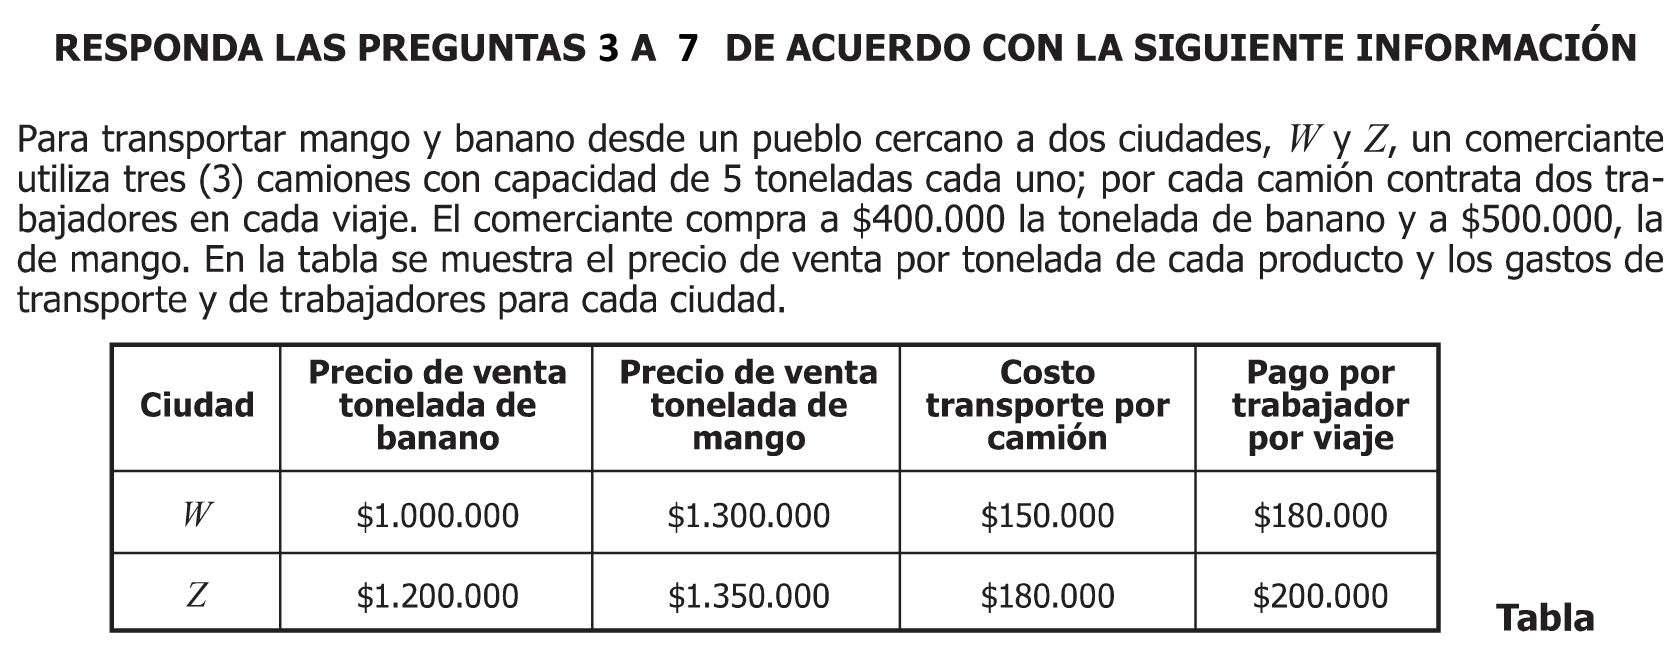 RESPONDA LAS PREGUNTAS 3 A 7 DE ACUERDO CON LA SIGUIENTE INFORMACIÓN
Para transportar mango y banano desde un pueblo cercano a dos ciudades, W y Z, un comerciante
utiliza tres (3) camiones con capacidad de 5 toneladas cada uno; por cada camión contrata dos tra-
bajadores en cada viaje. El comerciante compra a $400.000 la tonelada de banano y a $500.000, la
de mango. En la tabla se muestra el precio de venta por tonelada de cada producto y los gastos de
transporte y de trabajadores para cada ciudad.
Ciudad
Precio de venta
tonelada de
banano
Precio de venta
tonelada de
mango
Costo
transporte por
camión
Pago por
trabajador
por viaje
W $1.000.000 $1.300.000 $150.000 $180.000
Z $1.200.000 $1.350.000 $180.000 $200.000
Tabla